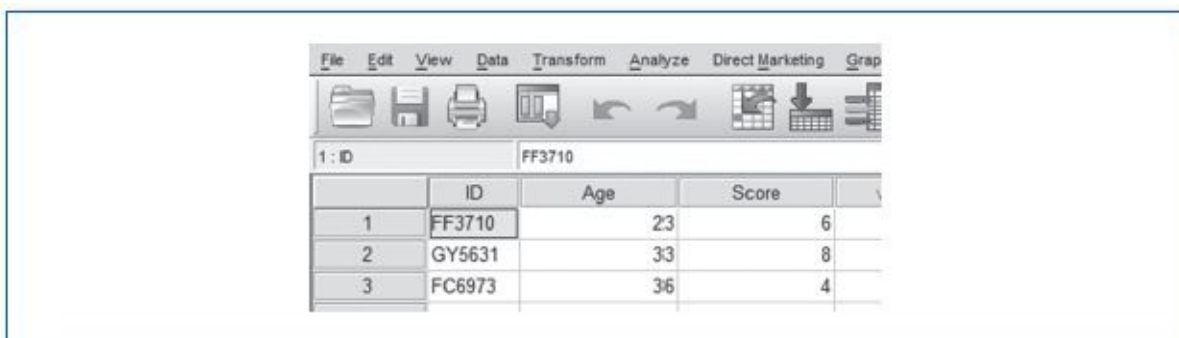 File Edit View Data Transform Analyze Direct Marketing Grap
1 : ID FF3710
ID Age Score
1 FF3710 23 6
2 GY5631 33 8
3 FC6973 36 4